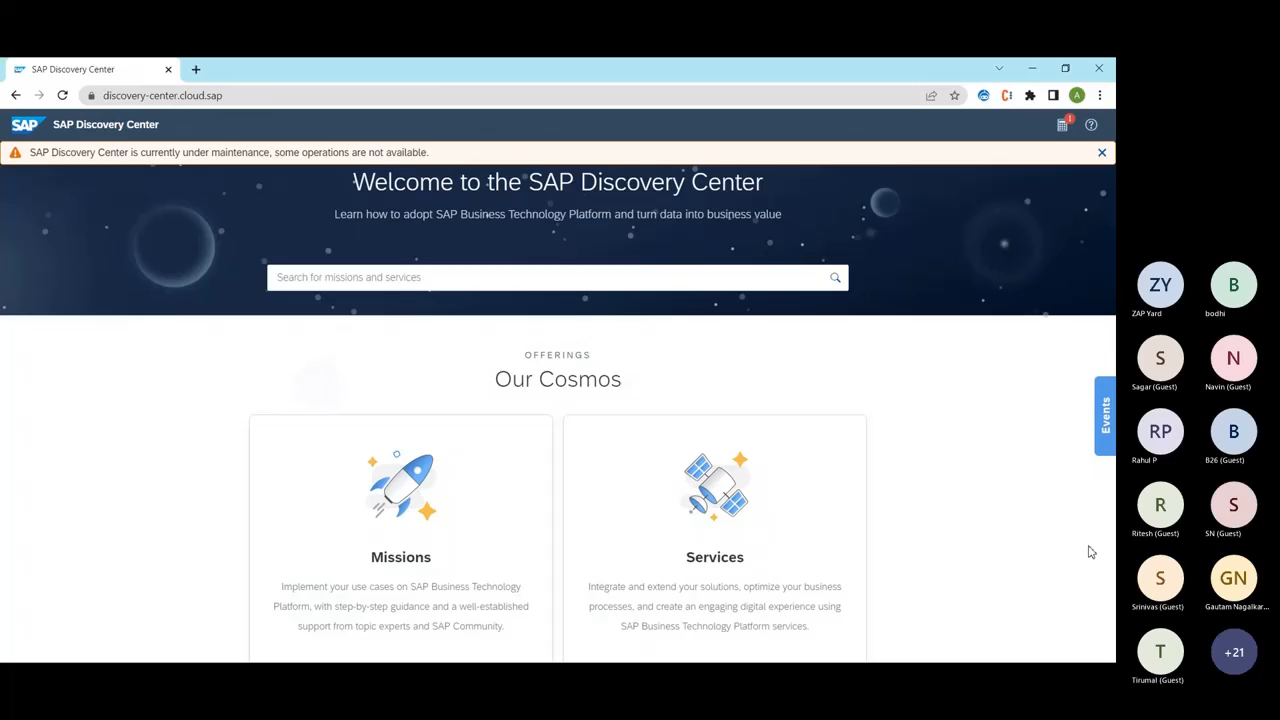 SAP Discovery Center
discovery-center.cloud.sap
A
SAP SAP Discovery Center
1
SAP Discovery Center is currently under maintenance, some operations are not available.
Welcome to the SAP Discovery Center
Learn how to adopt SAP Business Technology Platform and turn data into business value
Search for missions and services
OFFERINGS
Our Cosmos
Events
Missions
Implement your use cases on SAP Business Technology
Platform, with step-by-step guidance and a well-established
support from topic experts and SAP Community.
Services
Integrate and extend your solutions, optimize your business
processes, and create an engaging digital experience using
SAP Business Technology Platform services.
ZY
ZAP Yard
B
bodhi
S
Sagar (Guest)
N
Navin (Guest)
RP
Rahul P
B
B26 (Guest)
R
Ritesh (Guest)
S
SN (Guest)
S
Srinivas (Guest)
GN
Gautam Nagalkar...
T
Tirumal (Guest)
+21